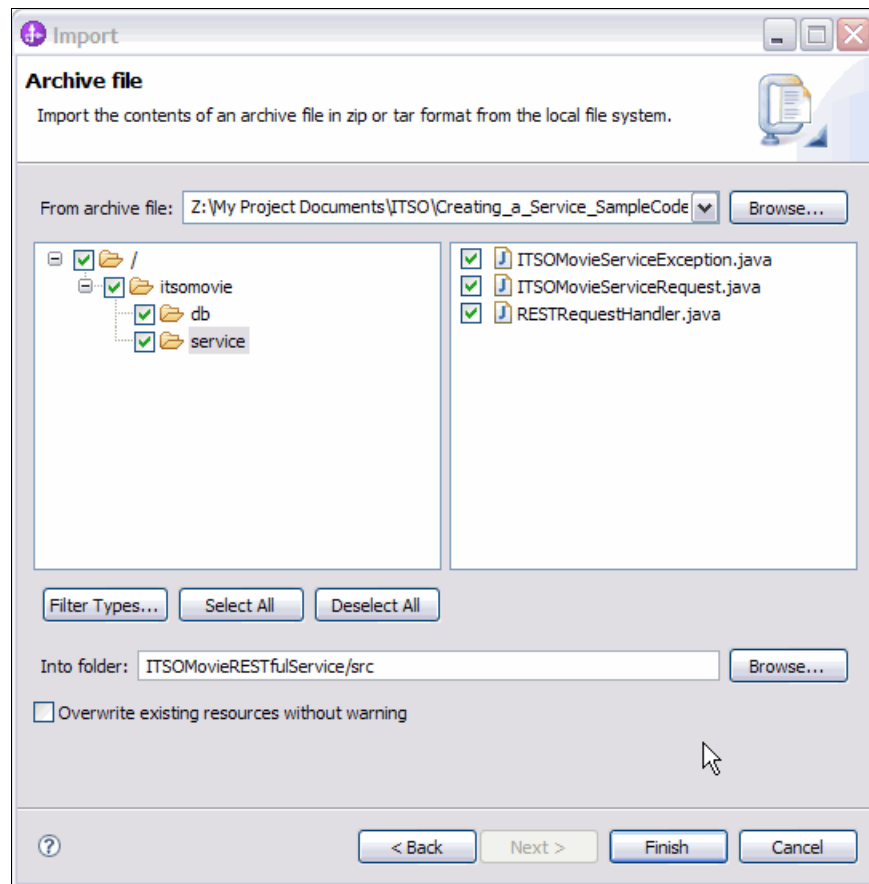 Import
Archive file
Import the contents of an archive file in zip or tar format from the local file system.
From archive file: Z:\My Project Documents\ITSO\Creating_a_Service_SampleCode Browse...
/
itsomovie
db
service
ITSOMovieServiceException.java
ITSOMovieServiceRequest.java
RESTRequestHandler.java
Filter Types... Select All Deselect All
Into folder: ITSOMovieRESTfulService/src Browse...
Overwrite existing resources without warning
? < Back Next > Finish Cancel